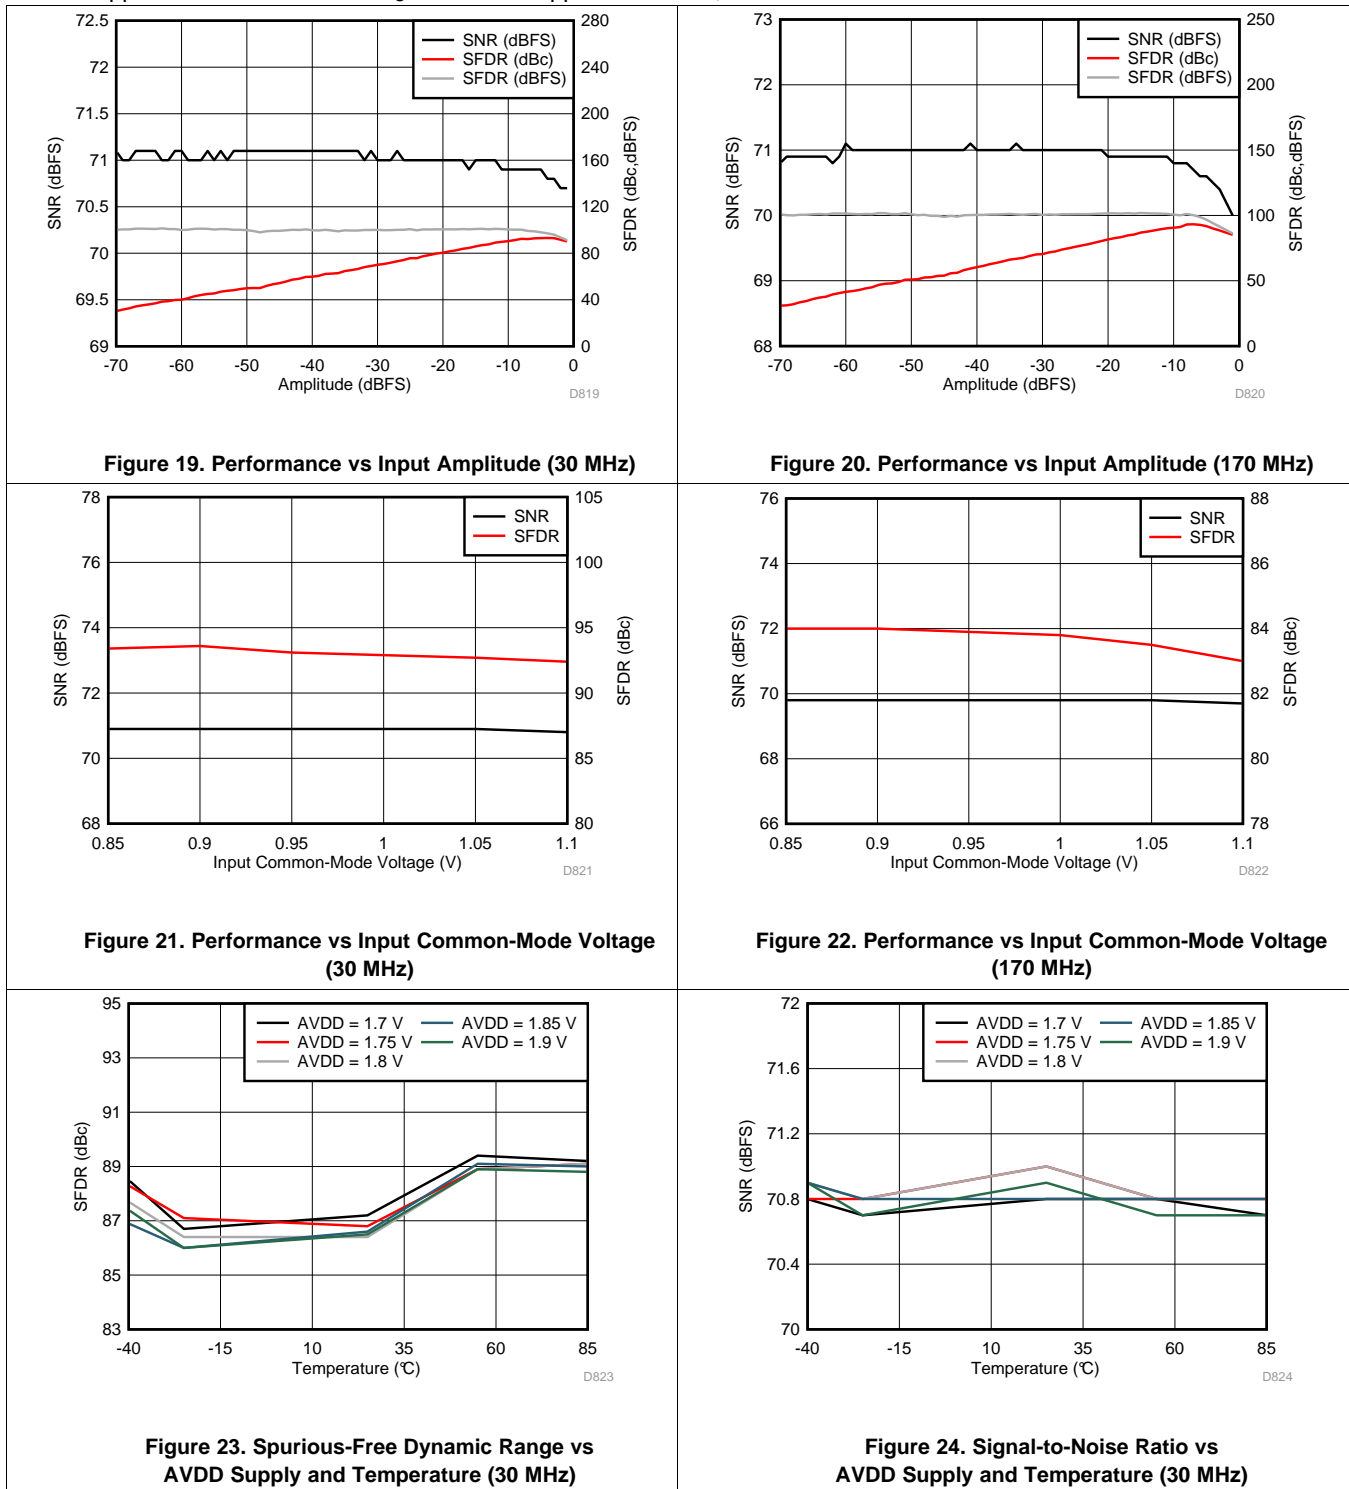 72.5
72
71.5
71
70.5
70
69.5
69
280
240
200
160
120
80
40
0
SNR (dBFS)
SFDR (dBc)
SFDR (dBFS)
SNR (dBFS)
SFDR (dBc,dBFS)
-70 -60 -50 -40 -30 -20 -10 0
Amplitude (dBFS)
D819
Figure 19. Performance vs Input Amplitude (30 MHz)
73
72
71
70
69
68
250
200
150
100
50
0
SNR (dBFS)
SFDR (dBc)
SFDR (dBFS)
SNR (dBFS)
SFDR (dBc,dBFS)
-70 -60 -50 -40 -30 -20 -10 0
Amplitude (dBFS)
D820
Figure 20. Performance vs Input Amplitude (170 MHz)
78
76
74
72
70
68
105
100
95
90
85
80
SNR
SFDR
SNR (dBFS)
SFDR (dBc)
0.85 0.9 0.95 1 1.05 1.1
Input Common-Mode Voltage (V)
D821
Figure 21. Performance vs Input Common-Mode Voltage
(30 MHz)
76
74
72
70
68
66
88
86
84
82
80
78
SNR
SFDR
SNR (dBFS)
SFDR (dBc)
0.85 0.9 0.95 1 1.05 1.1
Input Common-Mode Voltage (V)
D822
Figure 22. Performance vs Input Common-Mode Voltage
(170 MHz)
95
93
91
89
87
85
83
AVDD = 1.7 V AVDD = 1.85 V
AVDD = 1.75 V AVDD = 1.9 V
AVDD = 1.8 V
SFDR (dBc)
-40 -15 10 35 60 85
Temperature (°C)
D823
Figure 23. Spurious-Free Dynamic Range vs
AVDD Supply and Temperature (30 MHz)
72
71.6
71.2
70.8
70.4
70
AVDD = 1.7 V AVDD = 1.85 V
AVDD = 1.75 V AVDD = 1.9 V
AVDD = 1.8 V
SNR (dBFS)
-40 -15 10 35 60 85
Temperature (°C)
D824
Figure 24. Signal-to-Noise Ratio vs
AVDD Supply and Temperature (30 MHz)